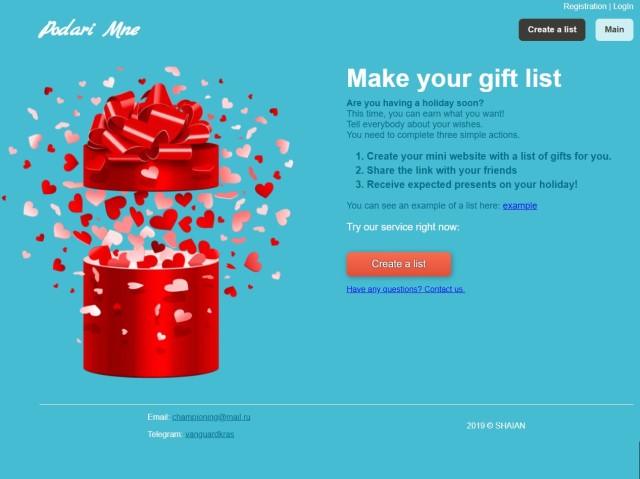 Registration | LogIn
Podari Mne
Create a list
Main
Make your gift list
Are you having a holiday soon?
This time, you can earn what you want!
Tell everybody about your wishes.
You need to complete three simple actions.
1. Create your mini website with a list of gifts for you.
2. Share the link with your friends
3. Receive expected presents on your holiday!
You can see an example of a list here: example
Try our service right now:
Create a list
Have any questions? Contact us.
Email: championing@mail.ru
Telegram: vanguardkras
2019 © SHAIAN